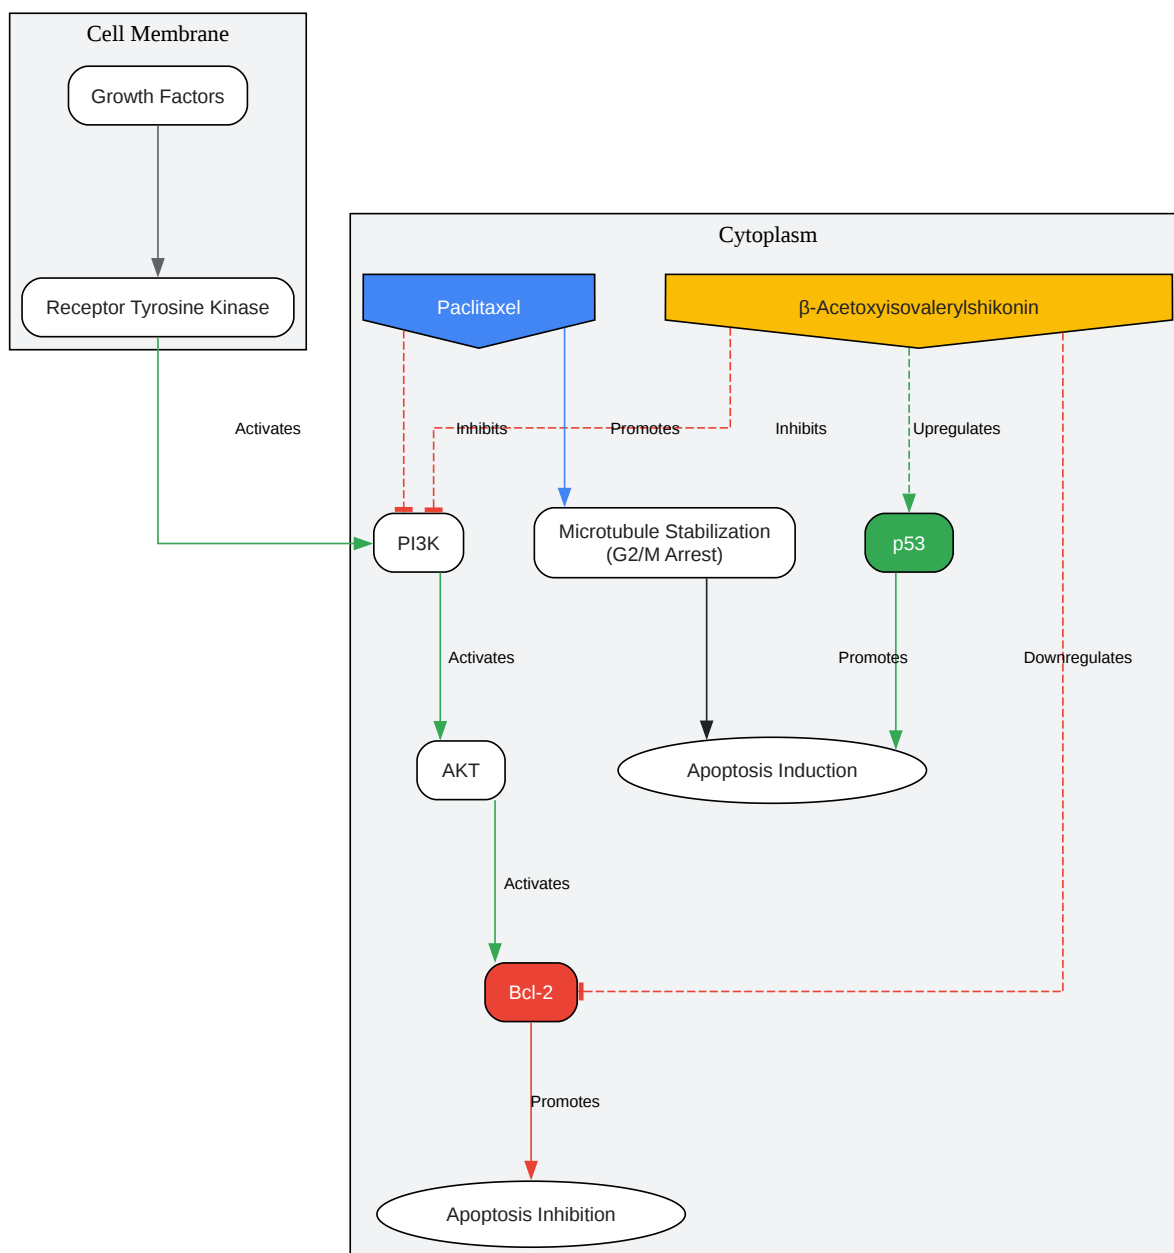 Cell Membrane
Growth Factors
Receptor Tyrosine Kinase
Cytoplasm
Paclitaxel
β-Acetoxyisovalerylshikonin
Activates
Inhibits
Promotes
Inhibits
Upregulates
PI3K
Microtubule Stabilization
(G2/M Arrest)
p53
Activates
Promotes
Downregulates
AKT
Apoptosis Induction
Activates
Bcl-2
Promotes
Apoptosis Inhibition